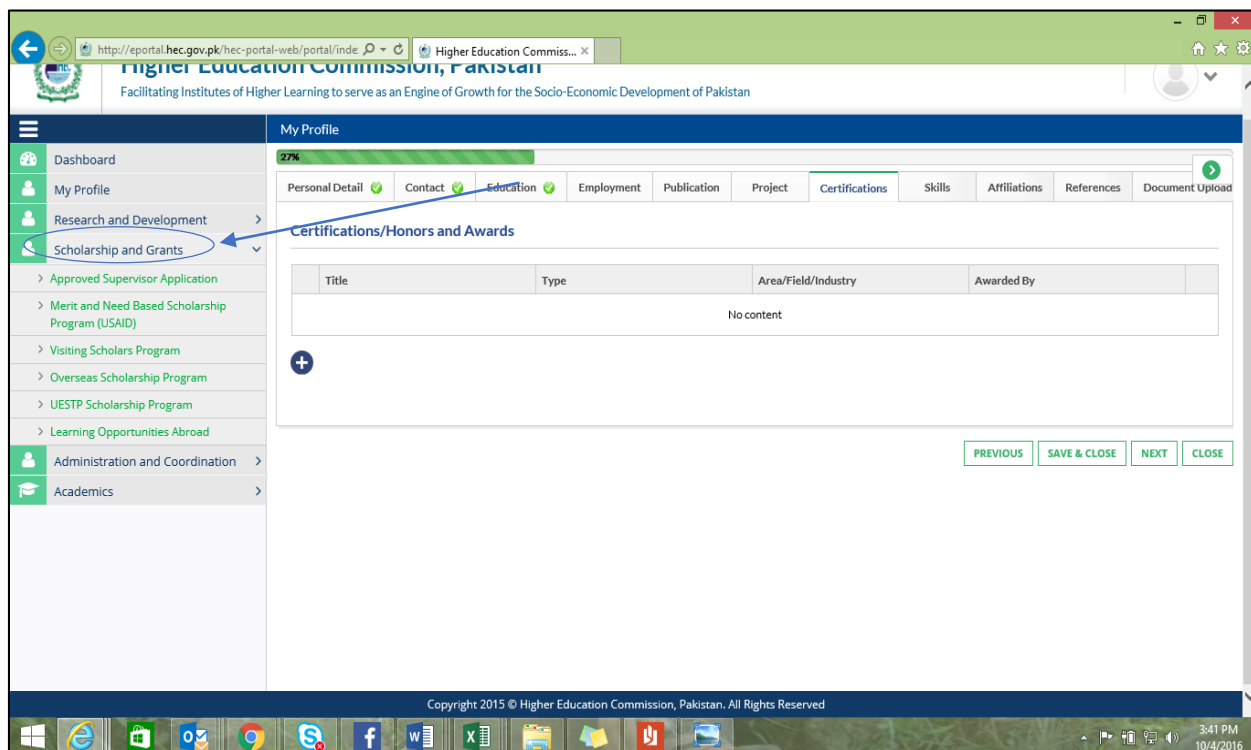 http://eportal.hec.gov.pk/hec-portal-web/portal/inde
Higher Education Commiss...
Higher Education Commission, Pakistan
Facilitating Institutes of Higher Learning to serve as an Engine of Growth for the Socio-Economic Development of Pakistan
My Profile
Dashboard
My Profile
Research and Development
Scholarship and Grants
Approved Supervisor Application
Merit and Need Based Scholarship
Program (USAID)
Visiting Scholars Program
Overseas Scholarship Program
UESTP Scholarship Program
Learning Opportunities Abroad
Administration and Coordination
Academics
27%
Personal Detail Contact Education Employment Publication Project Certifications Skills Affiliations References Document Upload
Certifications/Honors and Awards
Title Type Area/Field/Industry Awarded By
No content
PREVIOUS SAVE & CLOSE NEXT CLOSE
Copyright 2015 © Higher Education Commission, Pakistan. All Rights Reserved
3:41 PM
10/4/2016